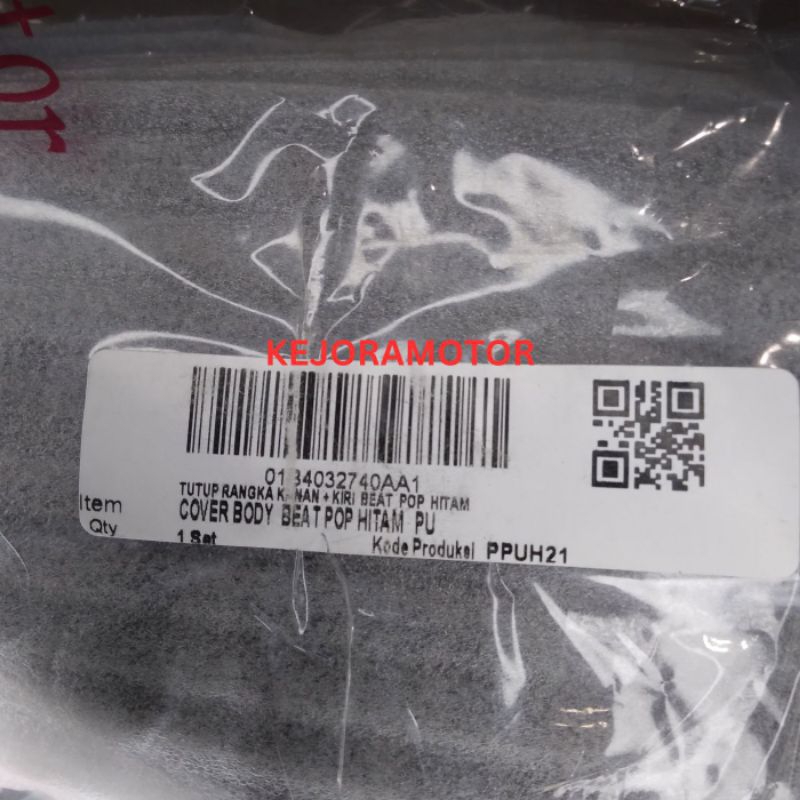 KEJORAMOTOR
TUTUP RANGKA KANAN + KIRI BEAT POP HITAM
Item COVER BODY BEAT POP HITAM PU
Qty 1 Set Kode Produksi PPUH21